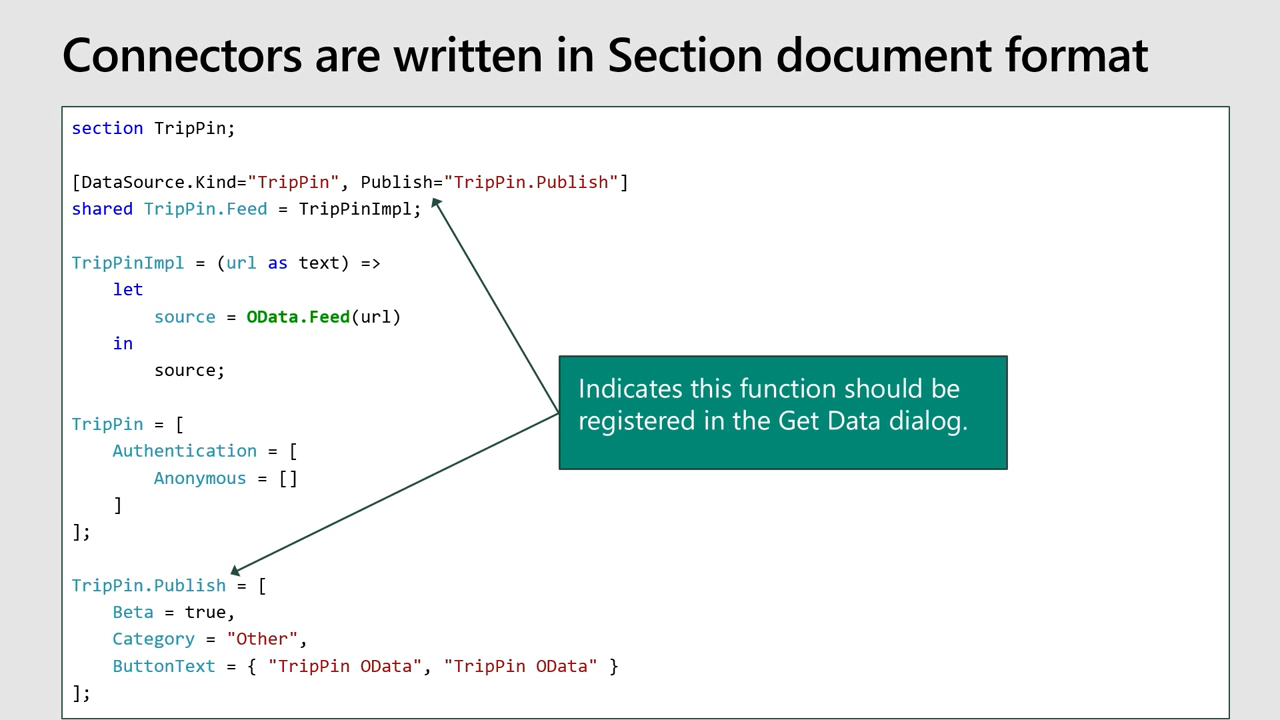 Connectors are written in Section document format
section TripPin;
[DataSource.Kind="TripPin", Publish="TripPin.Publish"]
shared TripPin.Feed = TripPinImpl;
TripPinImpl = (url as text) =>
let
source = OData.Feed(url)
in
source;
Indicates this function should be
registered in the Get Data dialog.
TripPin = [
Authentication = [
Anonymous = []
]
];
TripPin.Publish = [
Beta = true,
Category = "Other",
ButtonText = { "TripPin OData", "TripPin OData" }
];